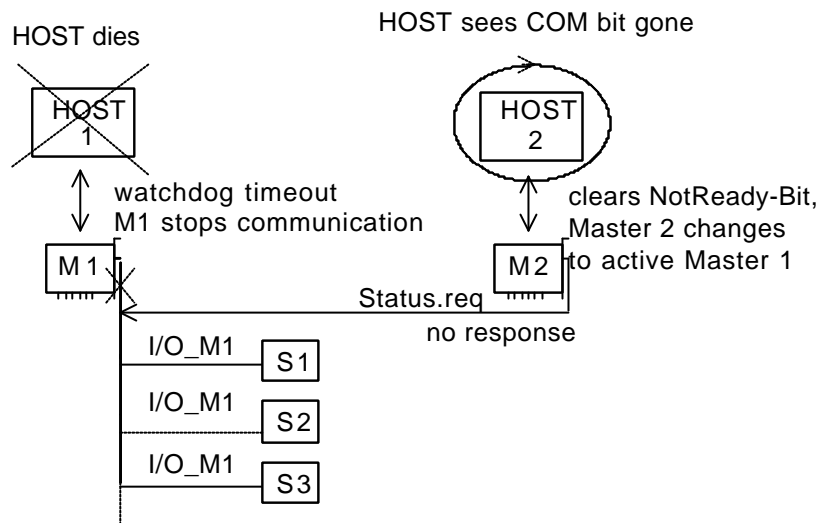 HOST dies
HOST sees COM bit gone
HOST
1
HOST
2
watchdog timeout
M1 stops communication
clears NotReady-Bit,
Master 2 changes
to active Master 1
M1
M2
Status.req
no response
I/O_M1
S1
I/O_M1
S2
I/O_M1
S3